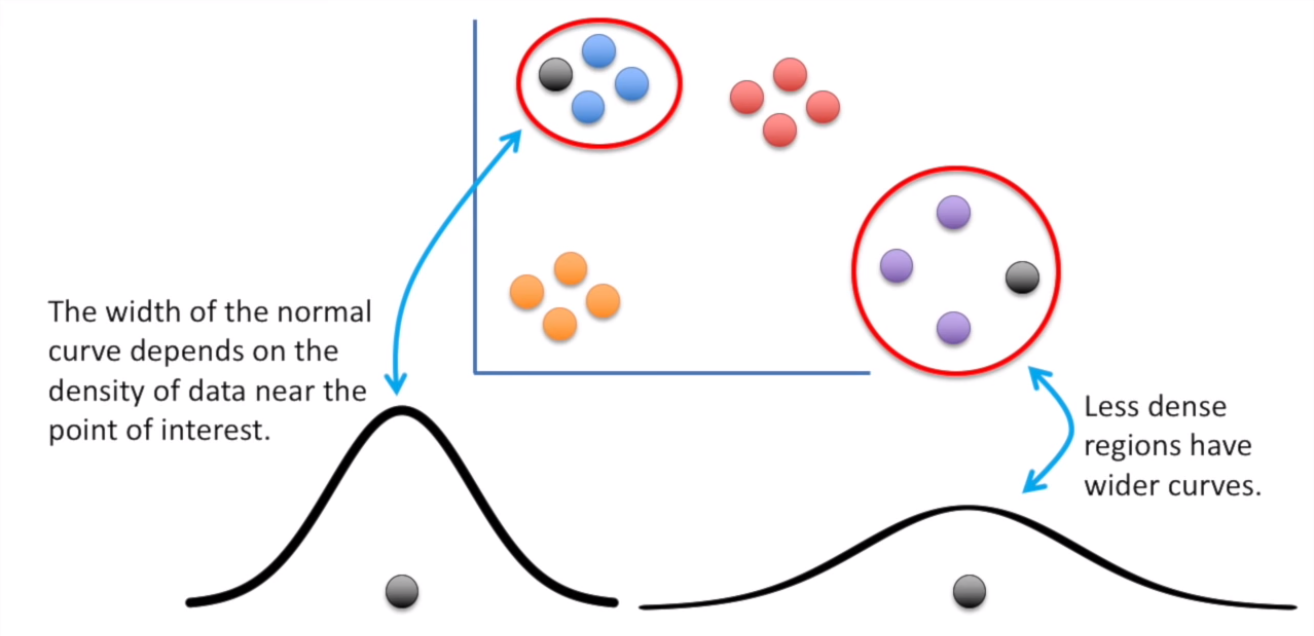 The width of the normal
curve depends on the
density of data near the
point of interest.
Less dense
regions have
wider curves.